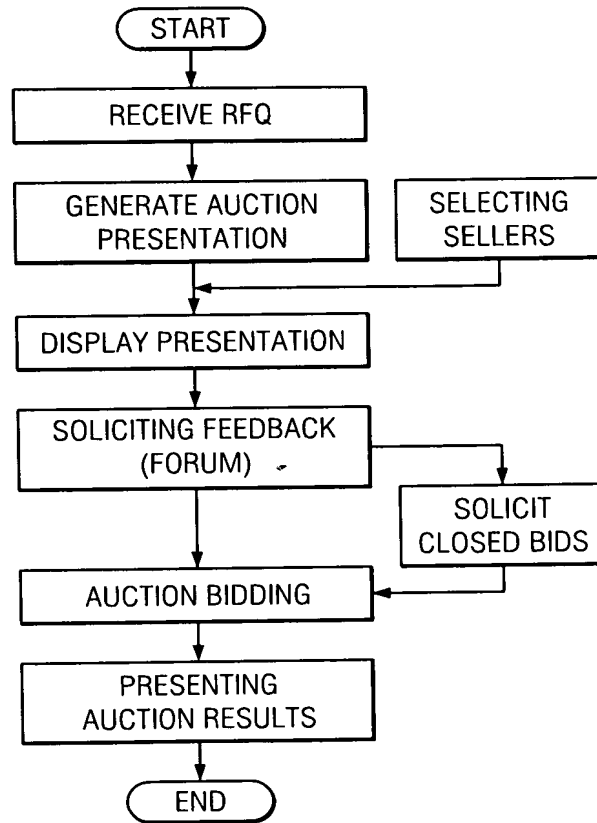 START
RECEIVE RFQ
GENERATE AUCTION
PRESENTATION
SELECTING
SELLERS
DISPLAY PRESENTATION
SOLICITING FEEDBACK
(FORUM)
SOLICIT
CLOSED BIDS
AUCTION BIDDING
PRESENTING
AUCTION RESULTS
END